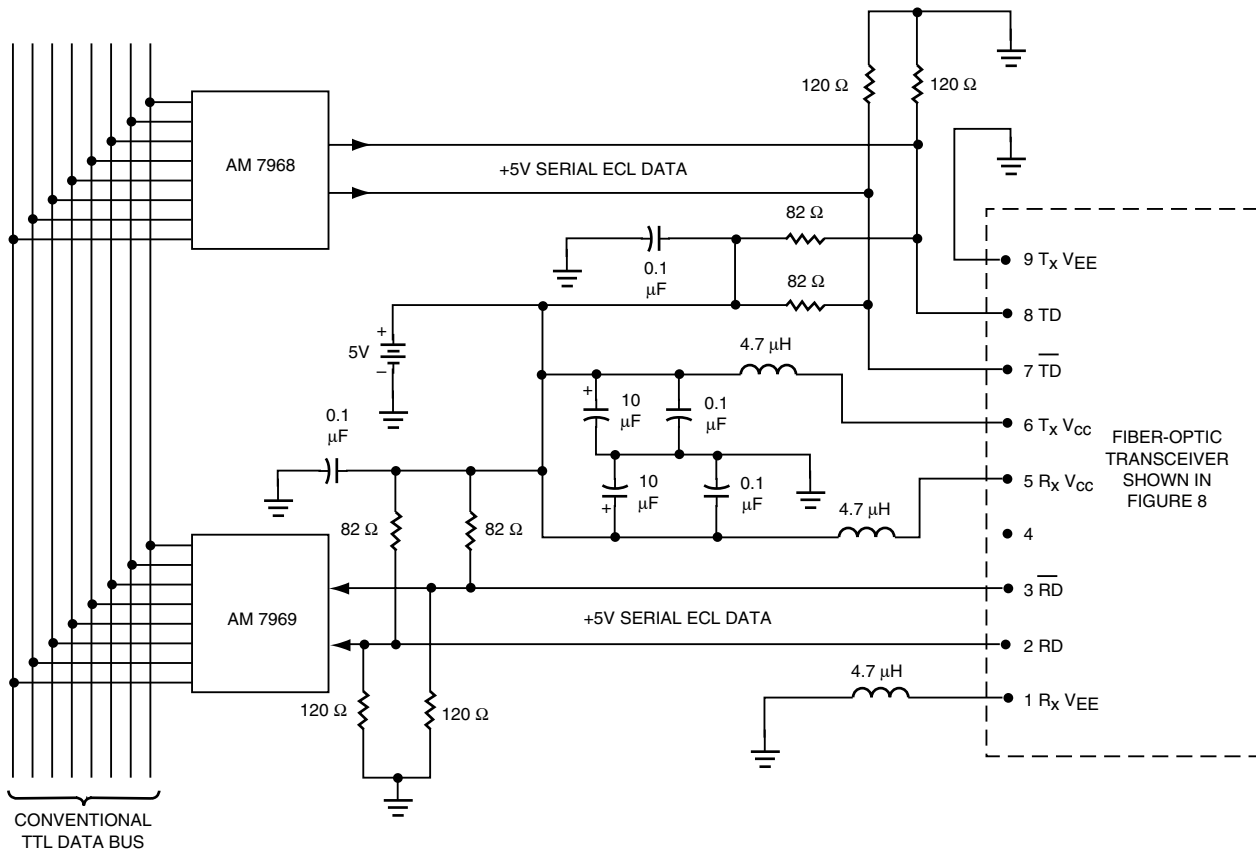 120 Ω
120 Ω
AM 7968
+5V SERIAL ECL DATA
82 Ω
0.1
µF
82 Ω
9 Tx VEE
8 TD
+
5V
–
4.7 µH
7 TD
0.1
µF
+
10
µF
0.1
µF
6 Tx Vcc
FIBER-OPTIC
TRANSCEIVER
SHOWN IN
FIGURE 8
10
µF
+
0.1
µF
5 Rx Vcc
4.7 µH
82 Ω
82 Ω
4
AM 7969
3 RD
+5V SERIAL ECL DATA
2 RD
4.7 µH
120 Ω
120 Ω
1 Rx VEE
CONVENTIONAL
TTL DATA BUS